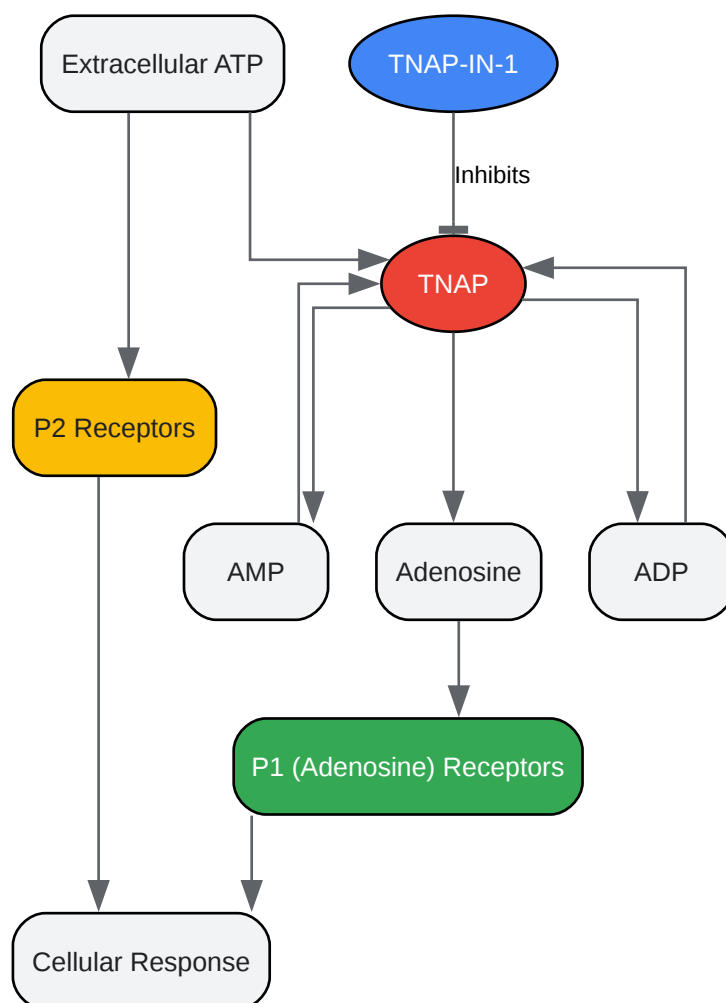 Extracellular ATP
TNAP-IN-1
Inhibits
TNAP
P2 Receptors
AMP
Adenosine
ADP
P1 (Adenosine) Receptors
Cellular Response